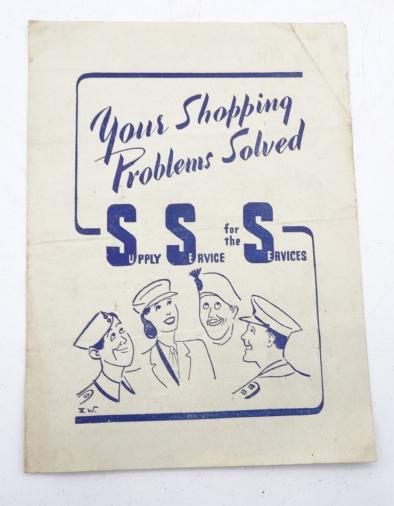 Your Shopping
Problems Solved
SUPPLY SERVICE for the SERVICES
I.W.